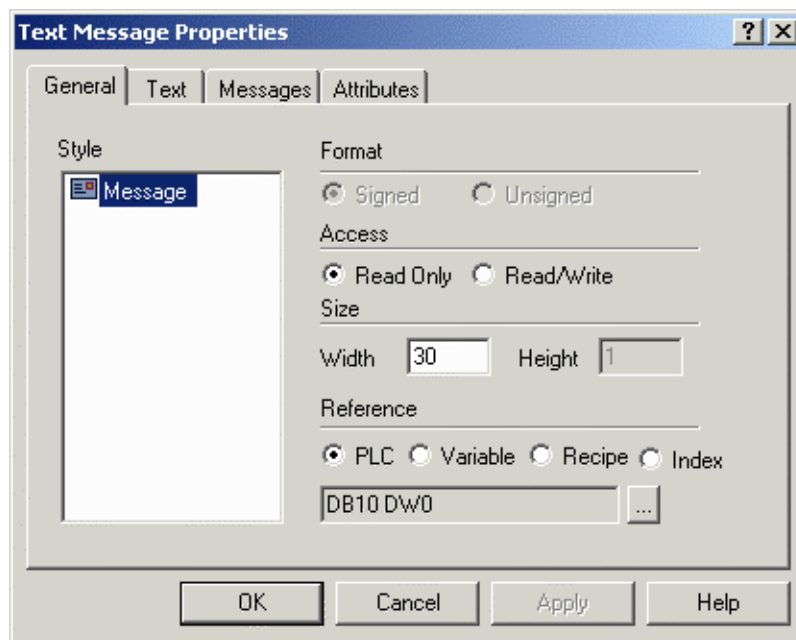 Text Message Properties
General Text Messages Attributes
Style
Message
Format
Signed Unsigned
Access
Read Only Read/Write
Size
Width 30 Height 1
Reference
PLC Variable Recipe Index
DB10 DW0 ...
OK Cancel Apply Help